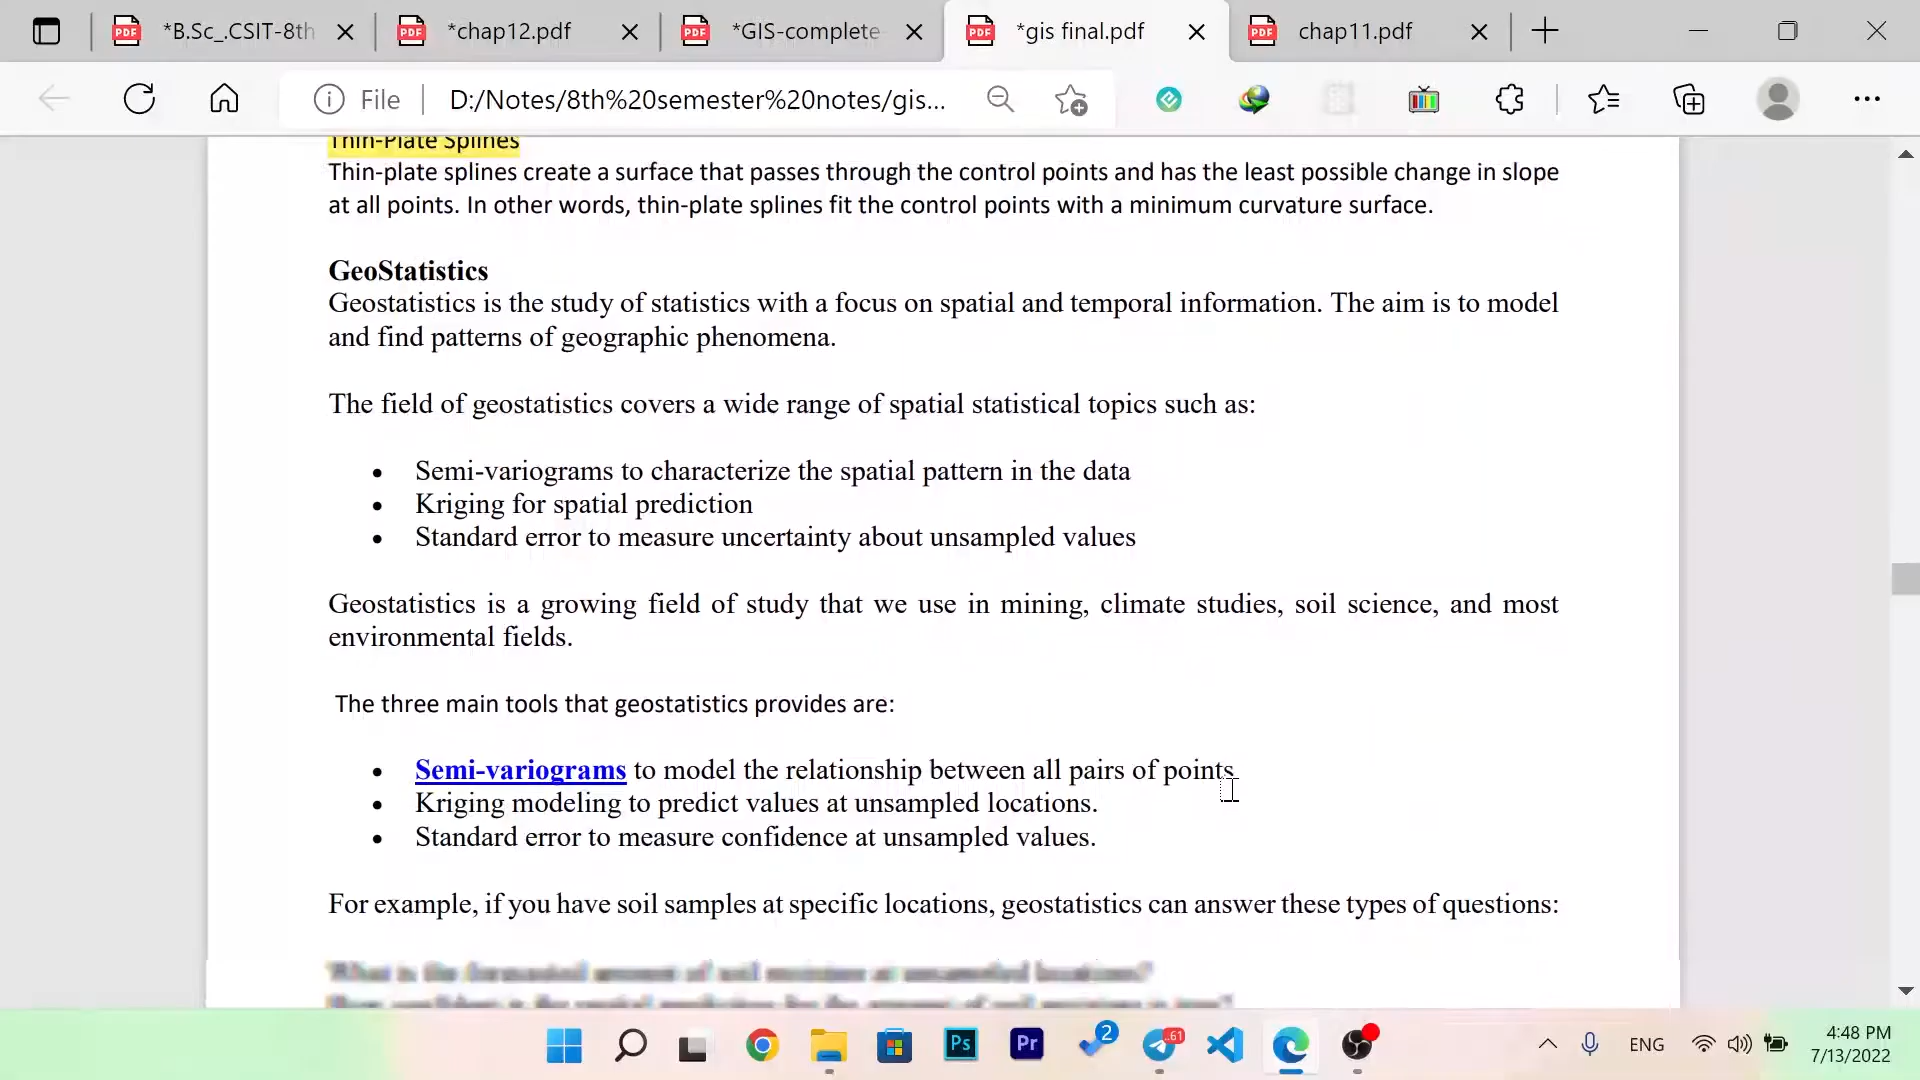 *B.Sc_.CSIT-8th
*chap12.pdf
*GIS-complete
*gis final.pdf
chap11.pdf
File
D:/Notes/8th%20semester%20notes/gis...
Thin-Plate Splines
Thin-plate splines create a surface that passes through the control points and has the least possible change in slope
at all points. In other words, thin-plate splines fit the control points with a minimum curvature surface.
GeoStatistics
Geostatistics is the study of statistics with a focus on spatial and temporal information. The aim is to model
and find patterns of geographic phenomena.
The field of geostatistics covers a wide range of spatial statistical topics such as:
• Semi-variograms to characterize the spatial pattern in the data
• Kriging for spatial prediction
• Standard error to measure uncertainty about unsampled values
Geostatistics is a growing field of study that we use in mining, climate studies, soil science, and most
environmental fields.
The three main tools that geostatistics provides are:
• Semi-variograms to model the relationship between all pairs of points
• Kriging modeling to predict values at unsampled locations.
• Standard error to measure confidence at unsampled values.
For example, if you have soil samples at specific locations, geostatistics can answer these types of questions:
Ps
Pr
2
..61
ENG
4:48 PM
7/13/2022